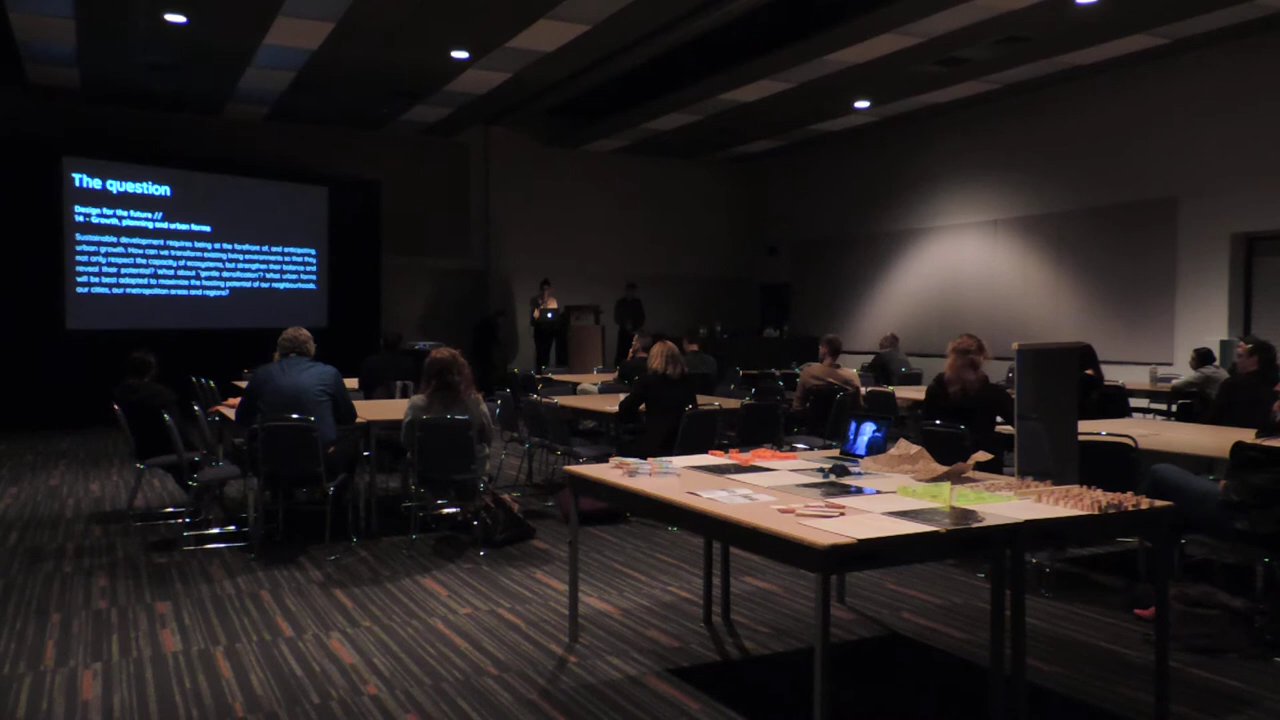 The question
Design for the future //
14 - Growth, planning and urban forms
Sustainable development requires being at the forefront of, and anticipating
urban growth. How can we transform existing living environments so that they
not only respect the capacity of ecosystems, but strengthen their balance and
reveal their potential? What about "gentle densification"? What urban forms
will be best adapted to maximize the hosting potential of our neighbourhoods,
our cities, our metropolitan areas and regions?